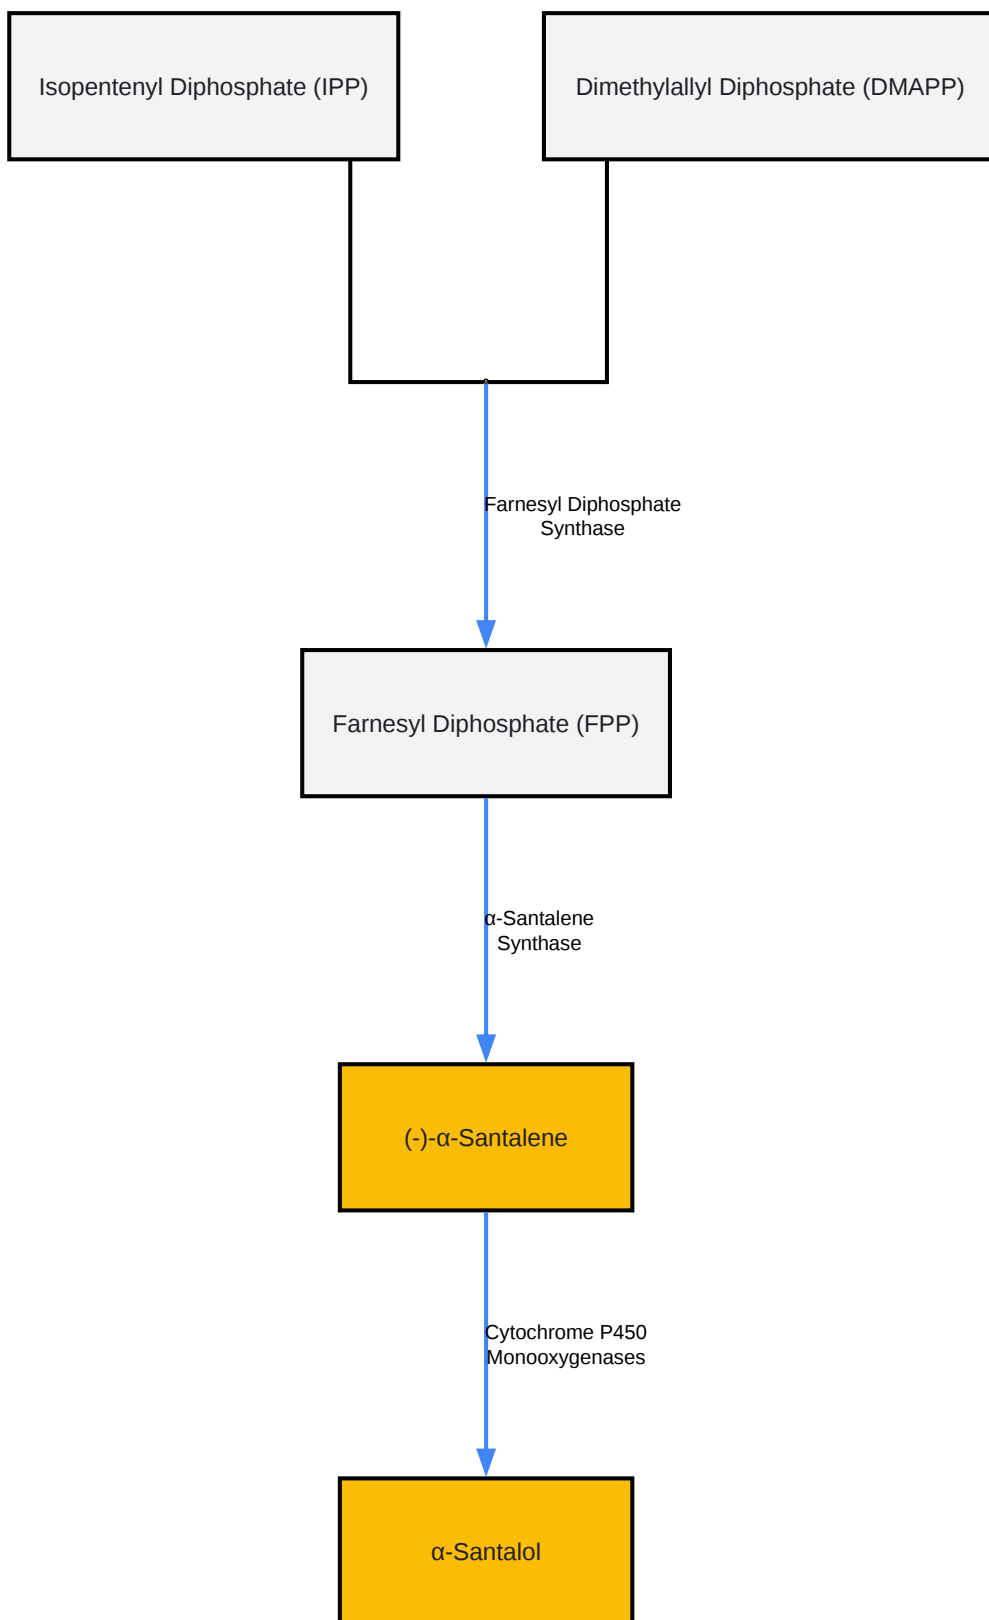 Isopentenyl Diphosphate (IPP)
Dimethylallyl Diphosphate (DMAPP)
Farnesyl Diphosphate
Synthase
Farnesyl Diphosphate (FPP)
α-Santalene
Synthase
(-)-α-Santalene
Cytochrome P450
Monooxygenases
α-Santalol